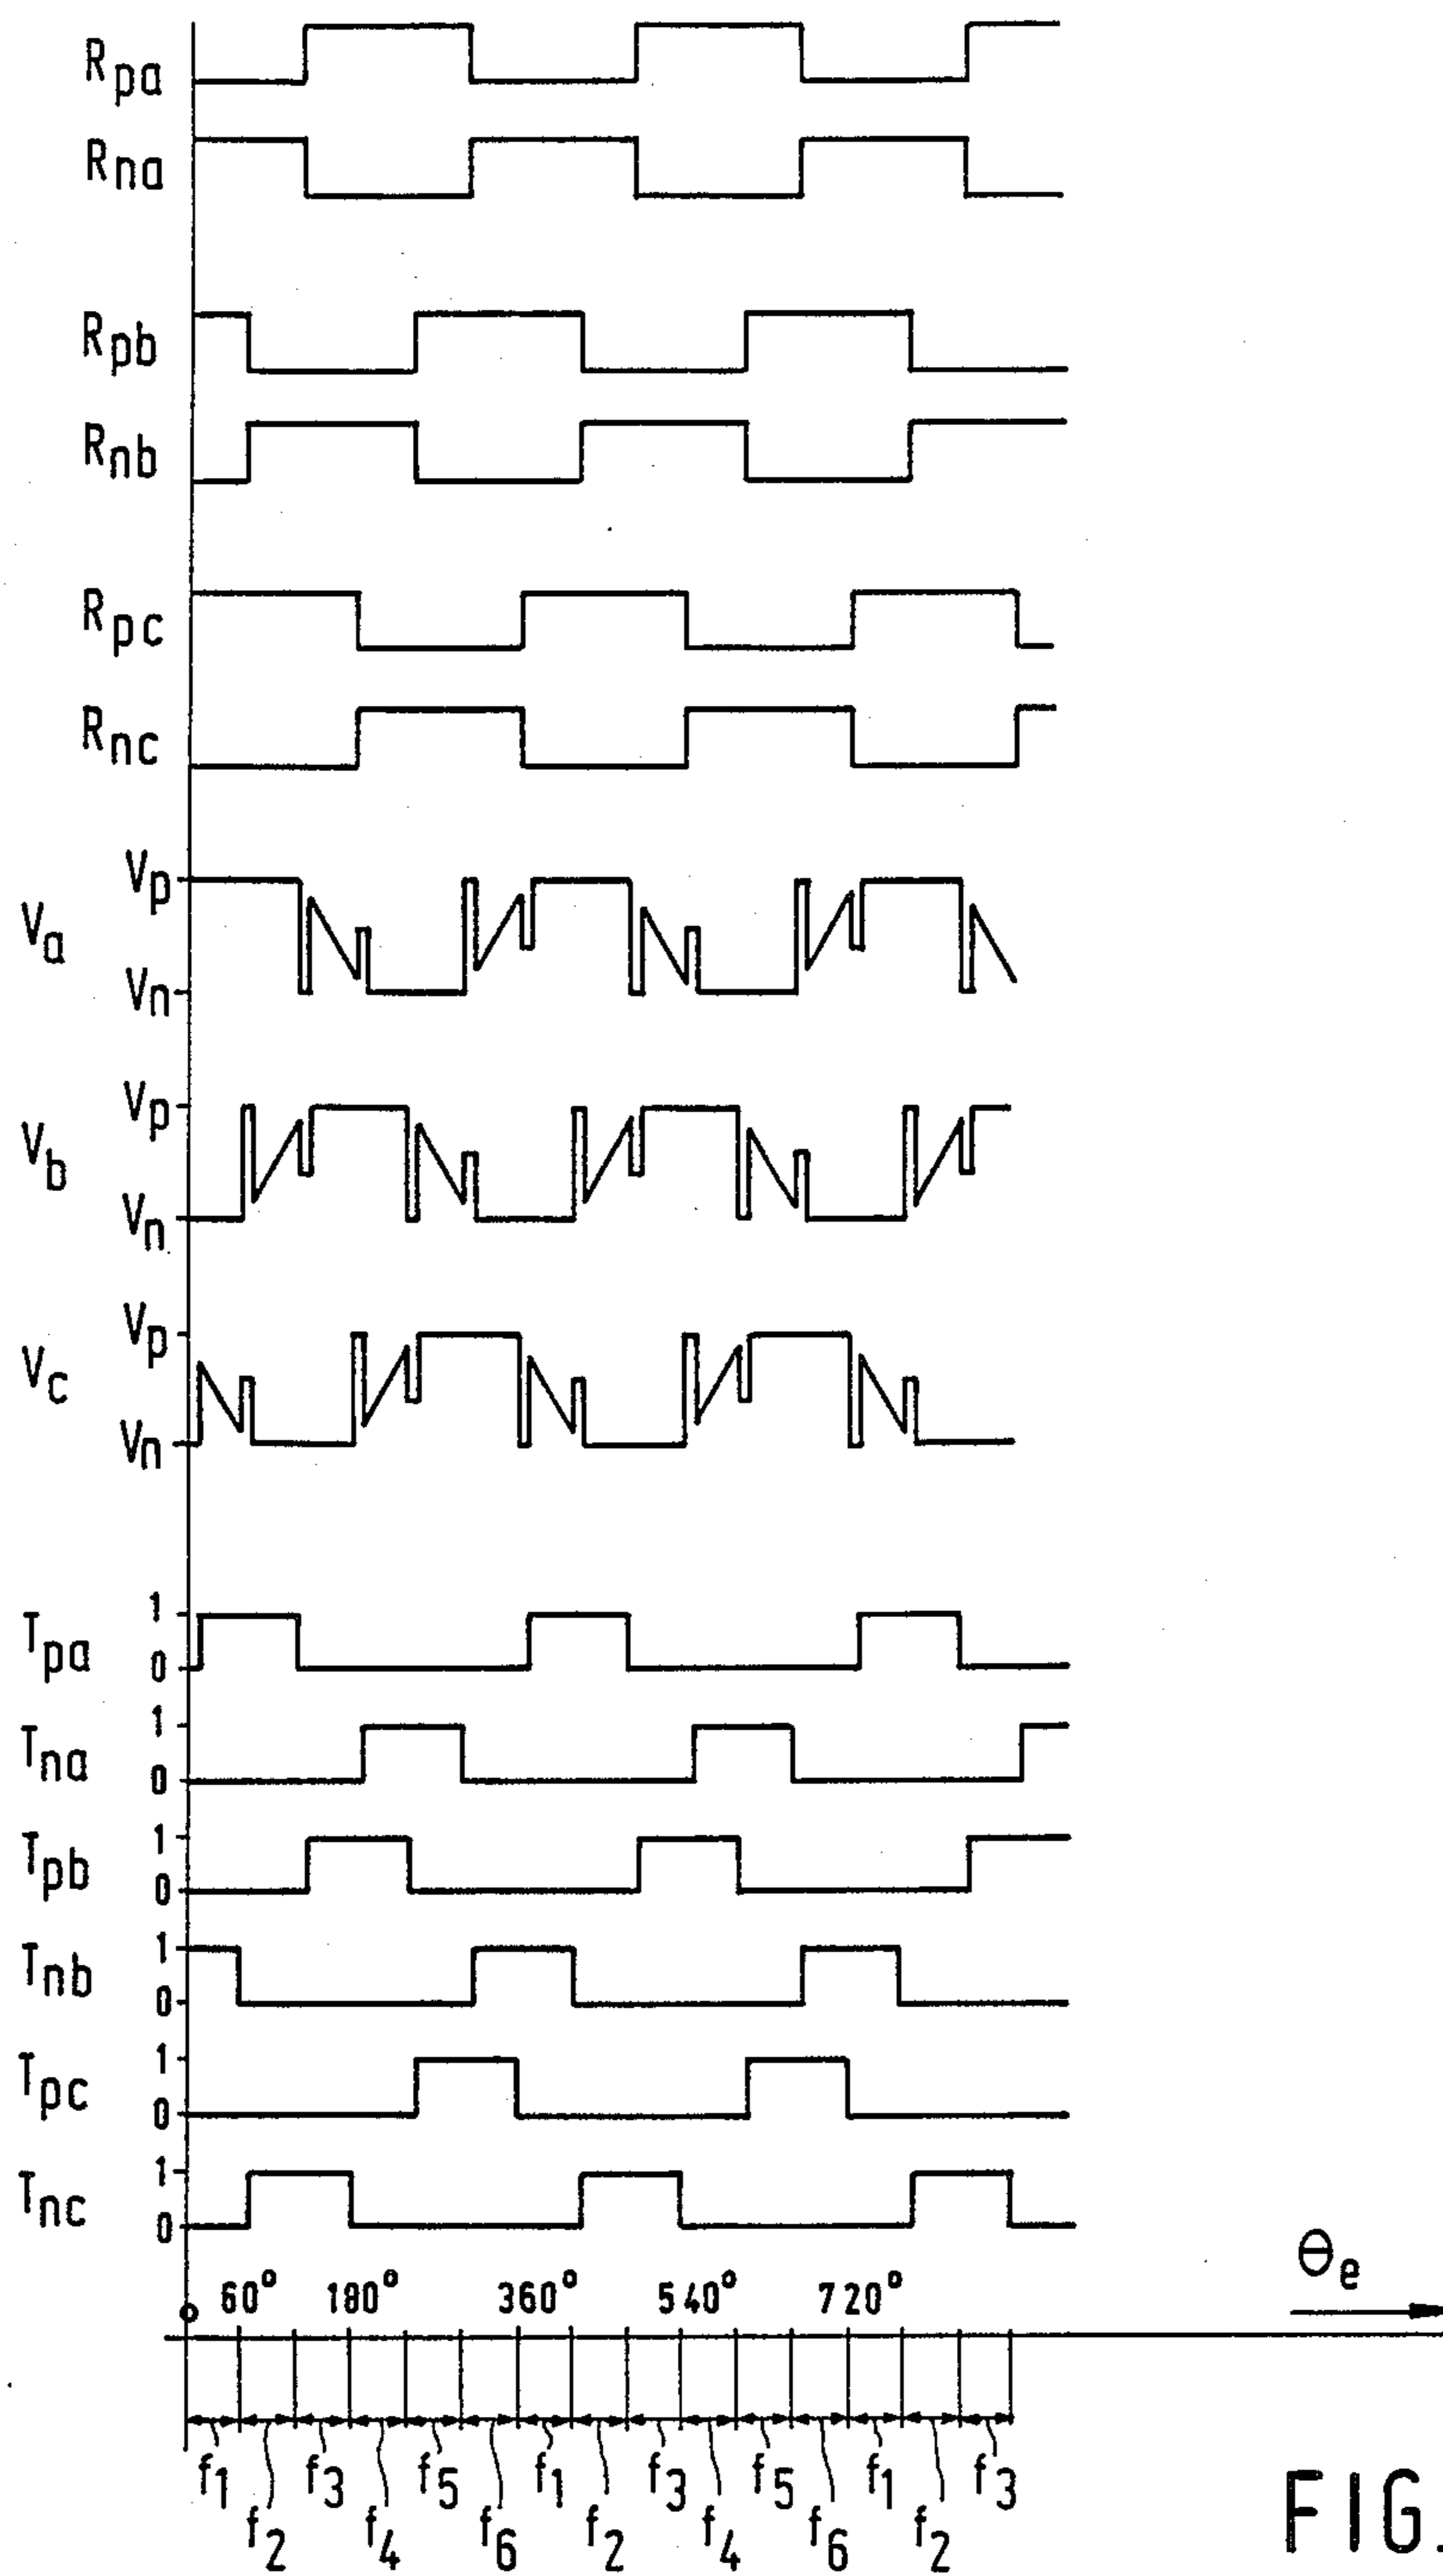 Rpa
Rna
Rpb
Rnb
Rpc
Rnc
Vp
Va
Vn
Vp
Vb
Vn
Vp
Vc
Vn
1
Tpa
0
1
Tna
0
1
Tpb
0
1
Tnb
0
1
Tpc
0
1
Tnc
0
θe
0 60° 180° 360° 540° 720°
f1 f3 f5 f1 f3 f5 f1 f3
f2 f4 f6 f2 f4 f6 f2
FIG.